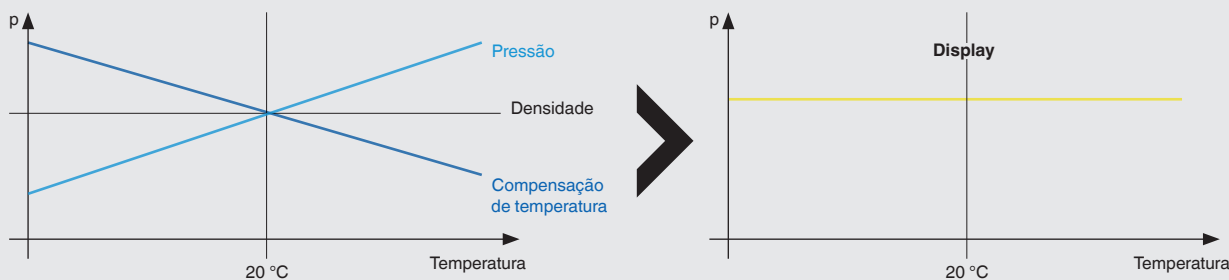 p
Pressão
Densidade
Compensação
de temperatura
20 °C
Temperatura
p
Display
20 °C
Temperatura